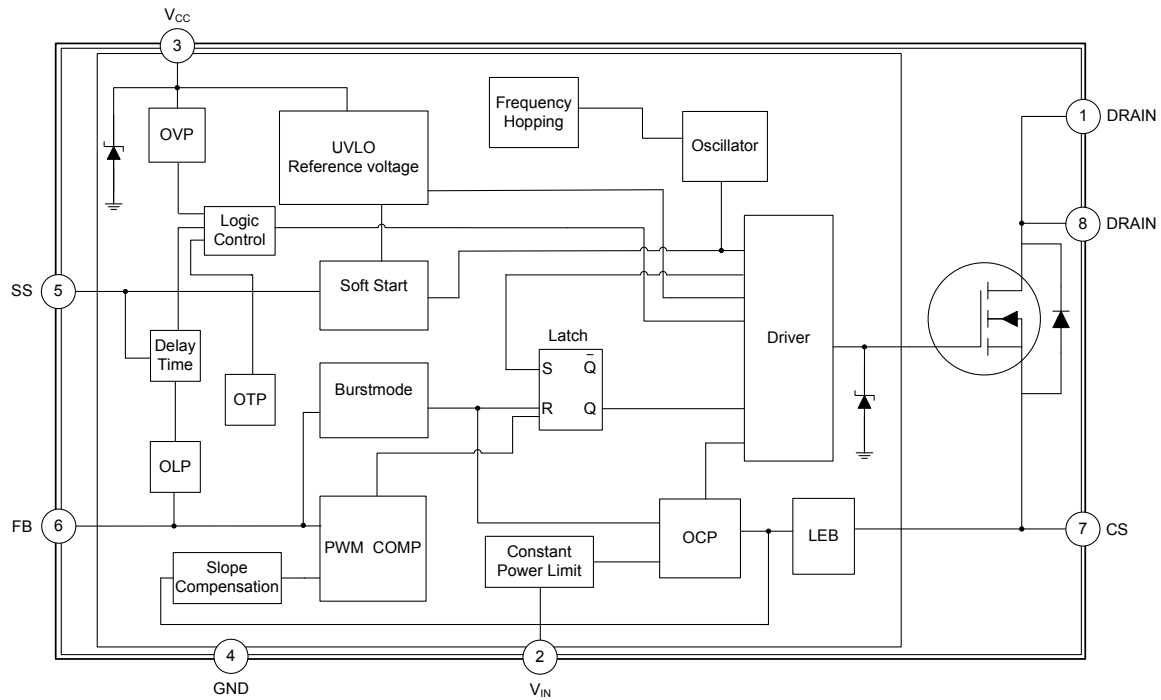 VCC
3
Frequency
Hopping
1
DRAIN
OVP
UVLO
Reference voltage
Oscillator
Logic
Control
8
DRAIN
SS
5
Soft Start
Driver
Delay
Time
Latch
S
Q̅
OTP
Burstmode
R
Q
OLP
FB
6
PWM COMP
OCP
LEB
7
CS
Constant
Power Limit
Slope
Compensation
4
GND
2
VIN